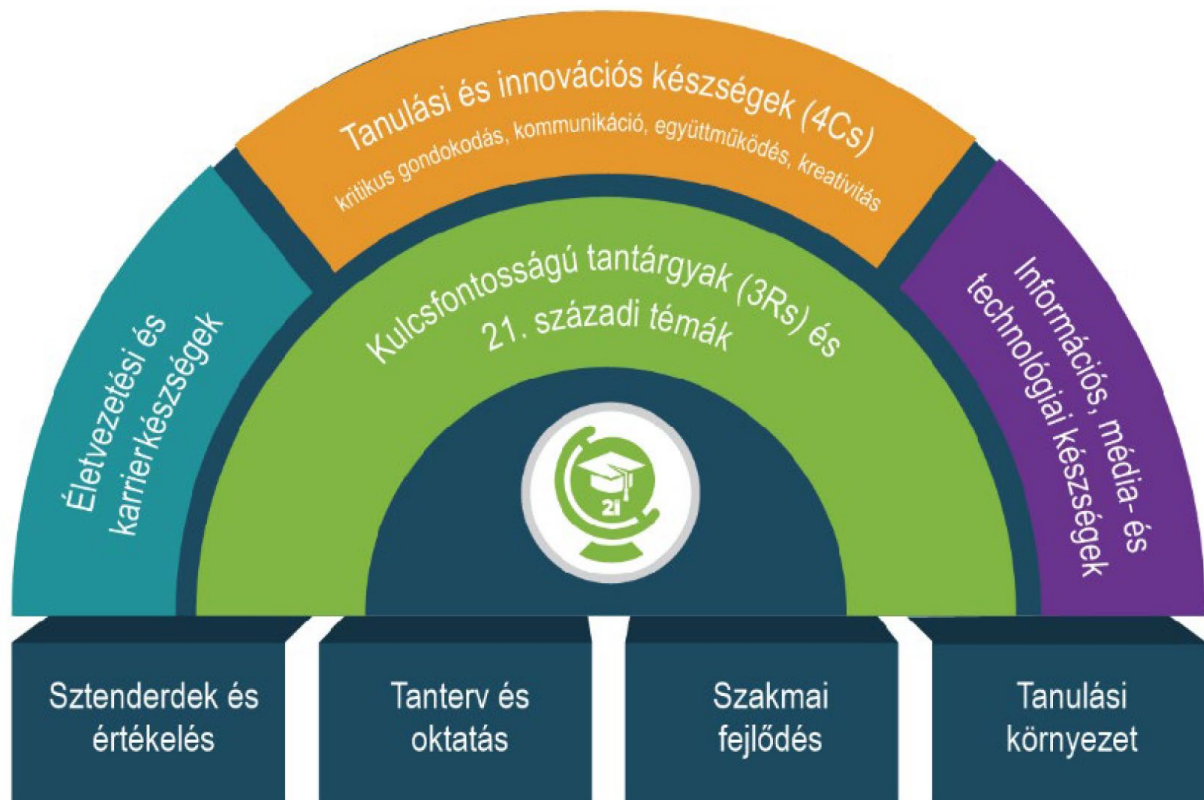 Tanulási és innovációs készségek (4Cs)
kritikus gondokodás, kommunikáció, együttműködés, kreativitás
Életvezetési és
karrierkészségek
Kulcsfontosságú tantárgyak (3Rs) és
21. századi témák
Információs, média- és
technológiai készségek
21
Sztenderdek és
értékelés
Tanterv és
oktatás
Szakmai
fejlődés
Tanulási
környezet